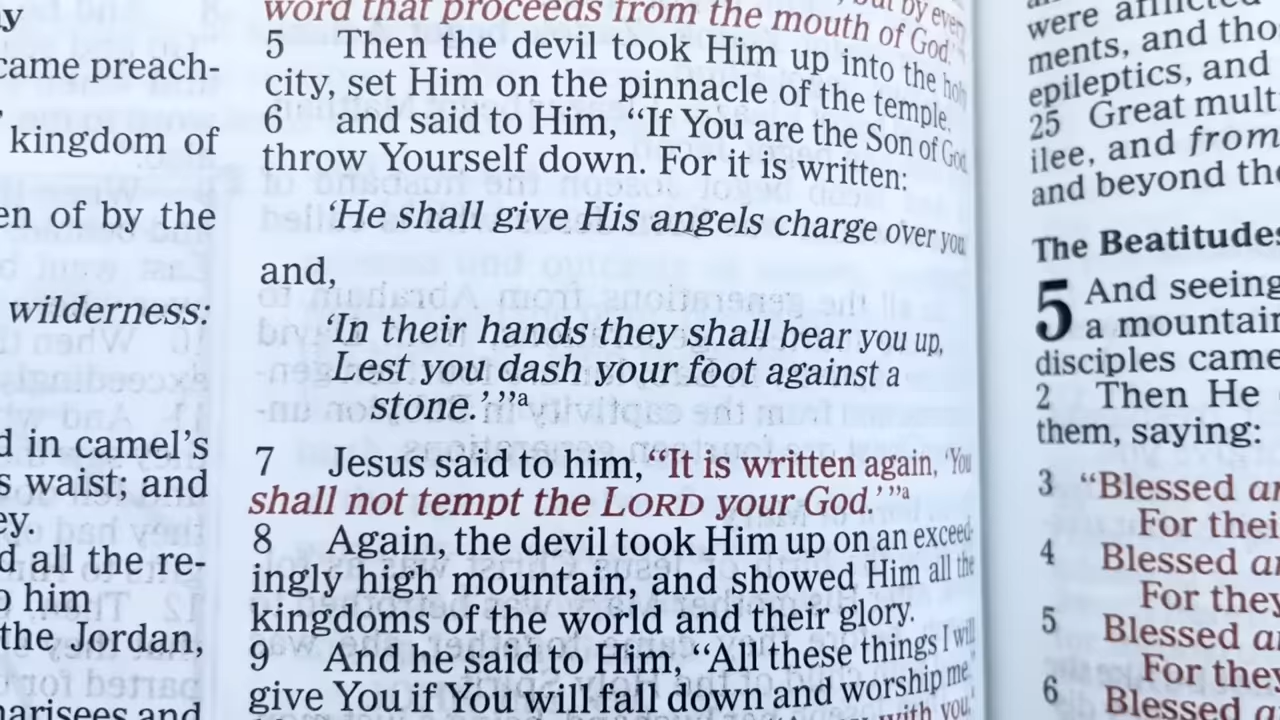 y
came preach-
kingdom of
en of by the
wilderness:
d in camel's
s waist; and
ey.
d all the re-
o him
the Jordan,
arisees and
word that proceeds from the mouth of God.'"
5 Then the devil took Him up into the holy
city, set Him on the pinnacle of the temple,
6 and said to Him, “If You are the Son of God,
throw Yourself down. For it is written:
‘He shall give His angels charge over you,
and,
‘In their hands they shall bear you up,
Lest you dash your foot against a
stone.’ ”a
7 Jesus said to him, “It is written again, ‘You
shall not tempt the LORD your God.’ ”a
8 Again, the devil took Him up on an exceed-
ingly high mountain, and showed Him all the
kingdoms of the world and their glory.
9 And he said to Him, “All these things I will
give You if You will fall down and worship me.”
with you,
were afflicted
ments, and tho
epileptics, and
25 Great mult
ilee, and from
and beyond the
The Beatitudes
5 And seeing
a mountain
disciples came
2 Then He
them, saying:
3 “Blessed ar
For thei
4 Blessed ar
For they
5 Blessed ar
For they
6 Blessed a